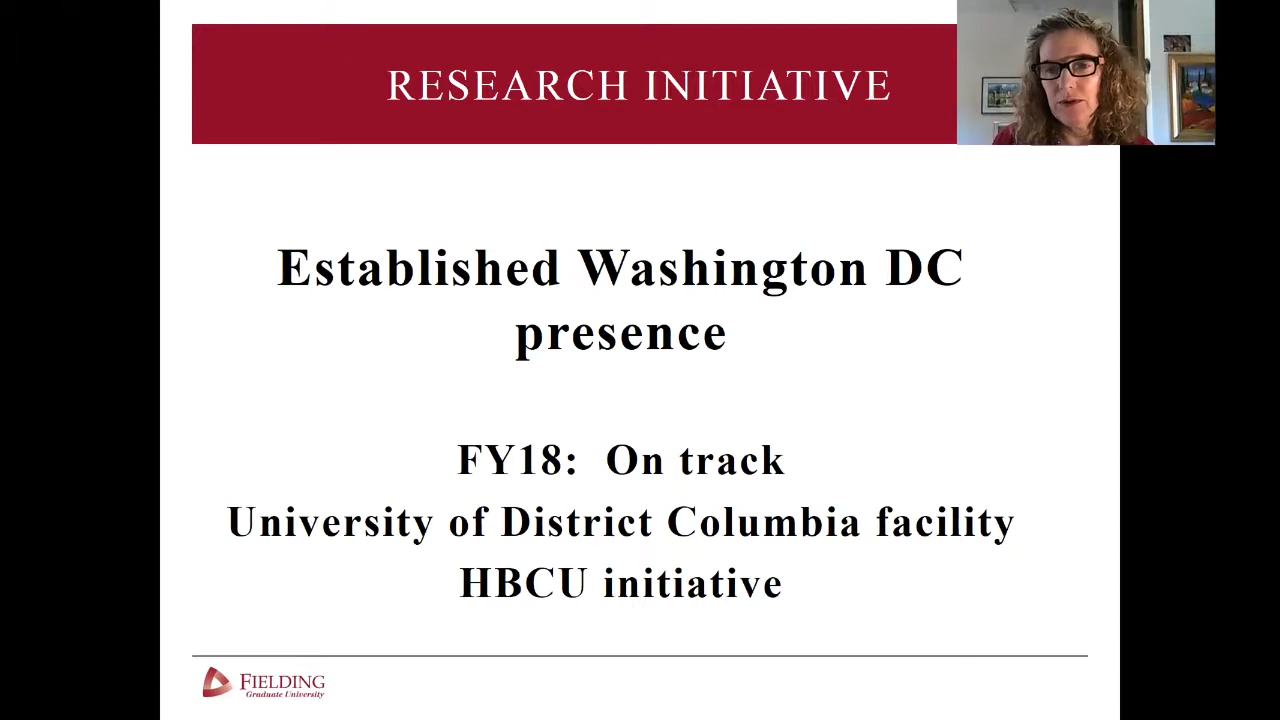 RESEARCH INITIATIVE
Established Washington DC
presence
FY18: On track
University of District Columbia facility
HBCU initiative
FIELDING
Graduate University